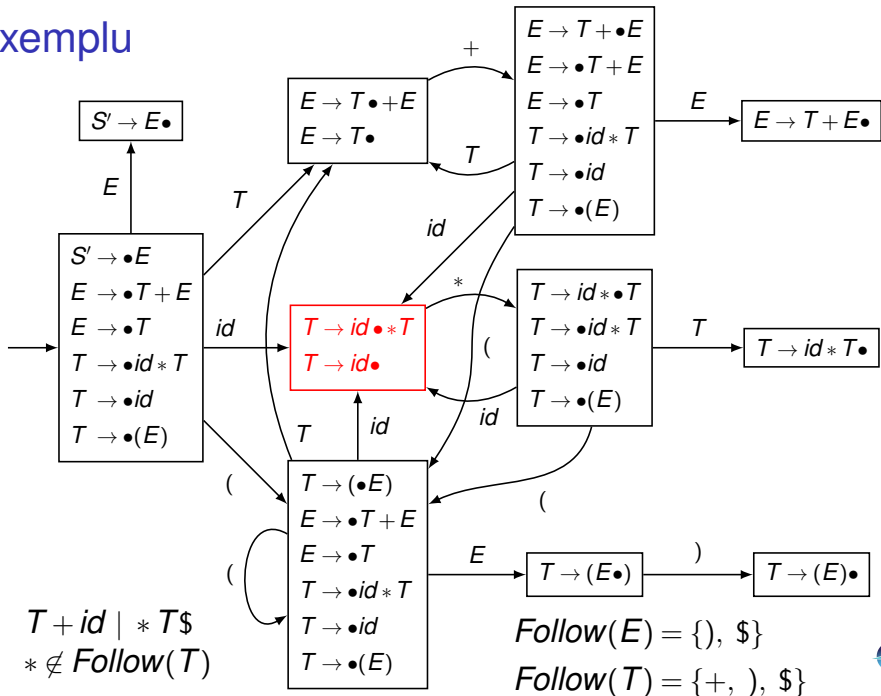 xemplu
S′ → E•
E
S′ → •E
E → •T + E
E → •T
T → •id ∗ T
T → •id
T → •(E)
T
id
(
E → T• + E
E → T•
+
T
E → T + •E
E → •T + E
E → •T
T → •id ∗ T
T → •id
T → •(E)
E
E → T + E•
id
(
T → id • ∗T
T → id•
∗
id
T → id ∗ •T
T → •id ∗ T
T → •id
T → •(E)
T
T → id ∗ T•
(
T
id
(
T → (•E)
E → •T + E
E → •T
T → •id ∗ T
T → •id
T → •(E)
E
T → (E•)
)
T → (E)•
T + id | ∗ T$
∗ ∉ Follow(T)
Follow(E) = {), $}
Follow(T) = {+, ), $}